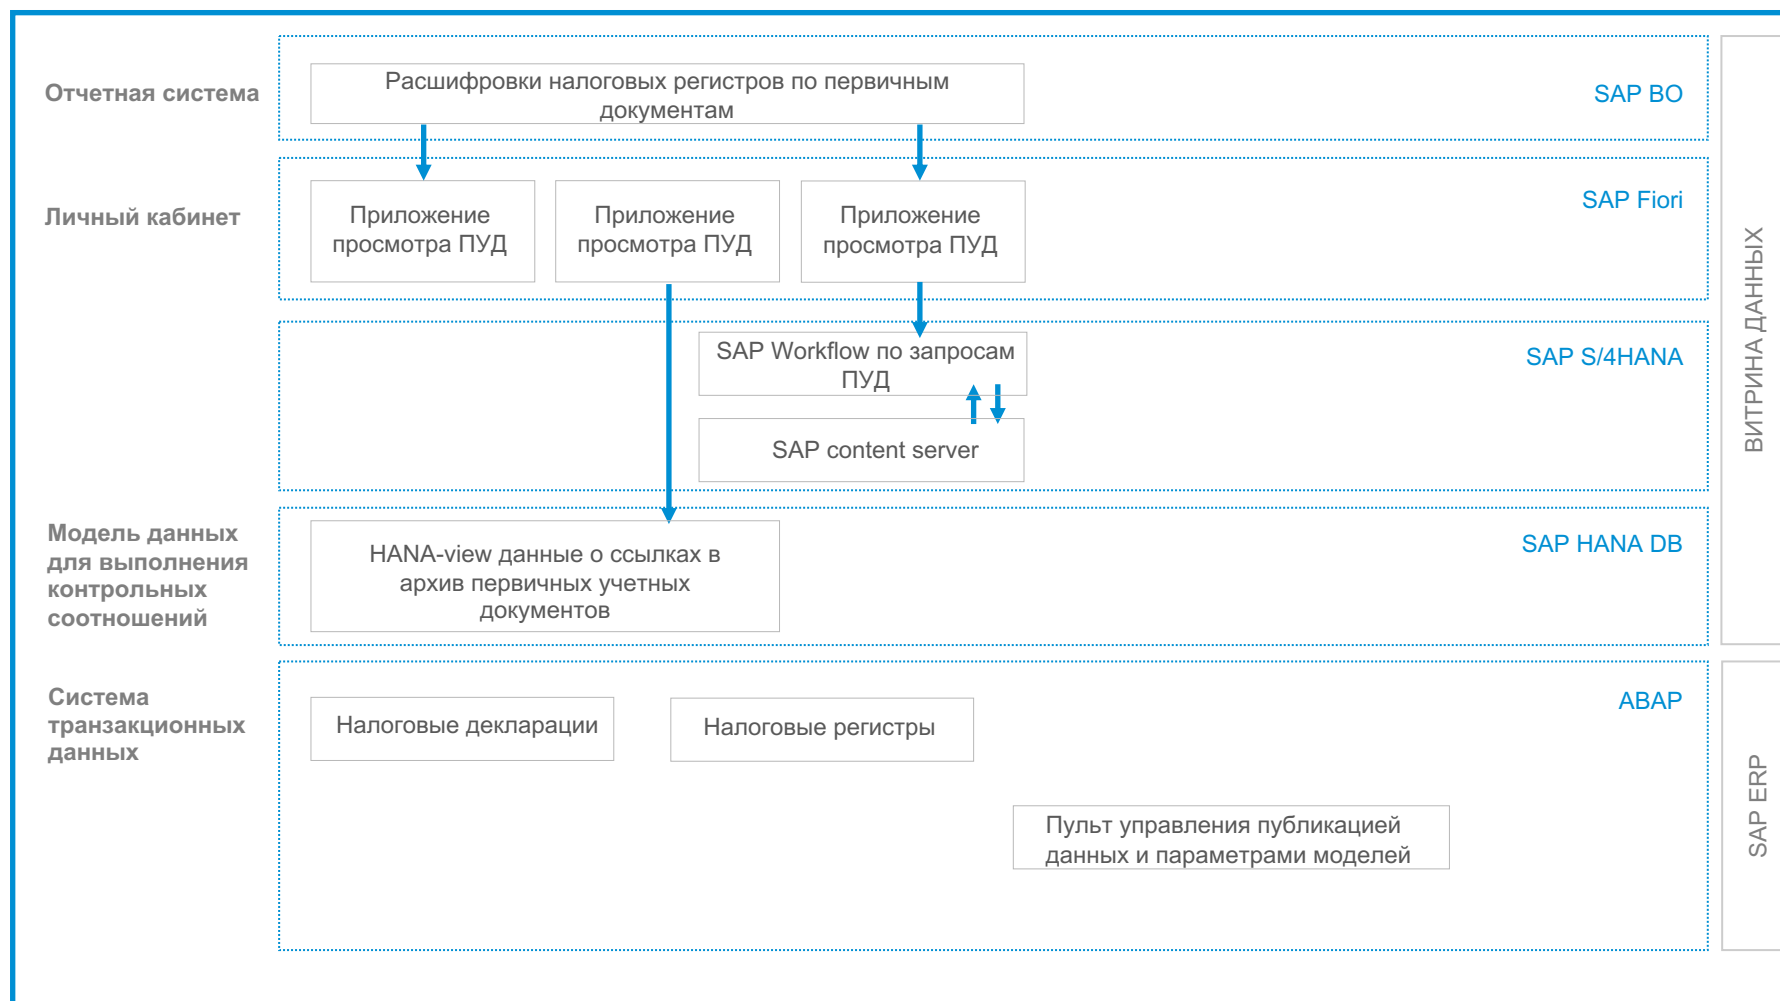 Отчетная система
Расшифровки налоговых регистров по первичным
документам
SAP BO
Личный кабинет
Приложение
просмотра ПУД
Приложение
просмотра ПУД
Приложение
просмотра ПУД
SAP Fiori
SAP Workflow по запросам
ПУД
SAP content server
SAP S/4HANA
Модель данных
для выполнения
контрольных
соотношений
HANA-view данные о ссылках в
архив первичных учетных
документов
SAP HANA DB
ВИТРИНА ДАННЫХ
Система
транзакционных
данных
Налоговые декларации
Налоговые регистры
ABAP
Пульт управления публикацией
данных и параметрами моделей
SAP ERP